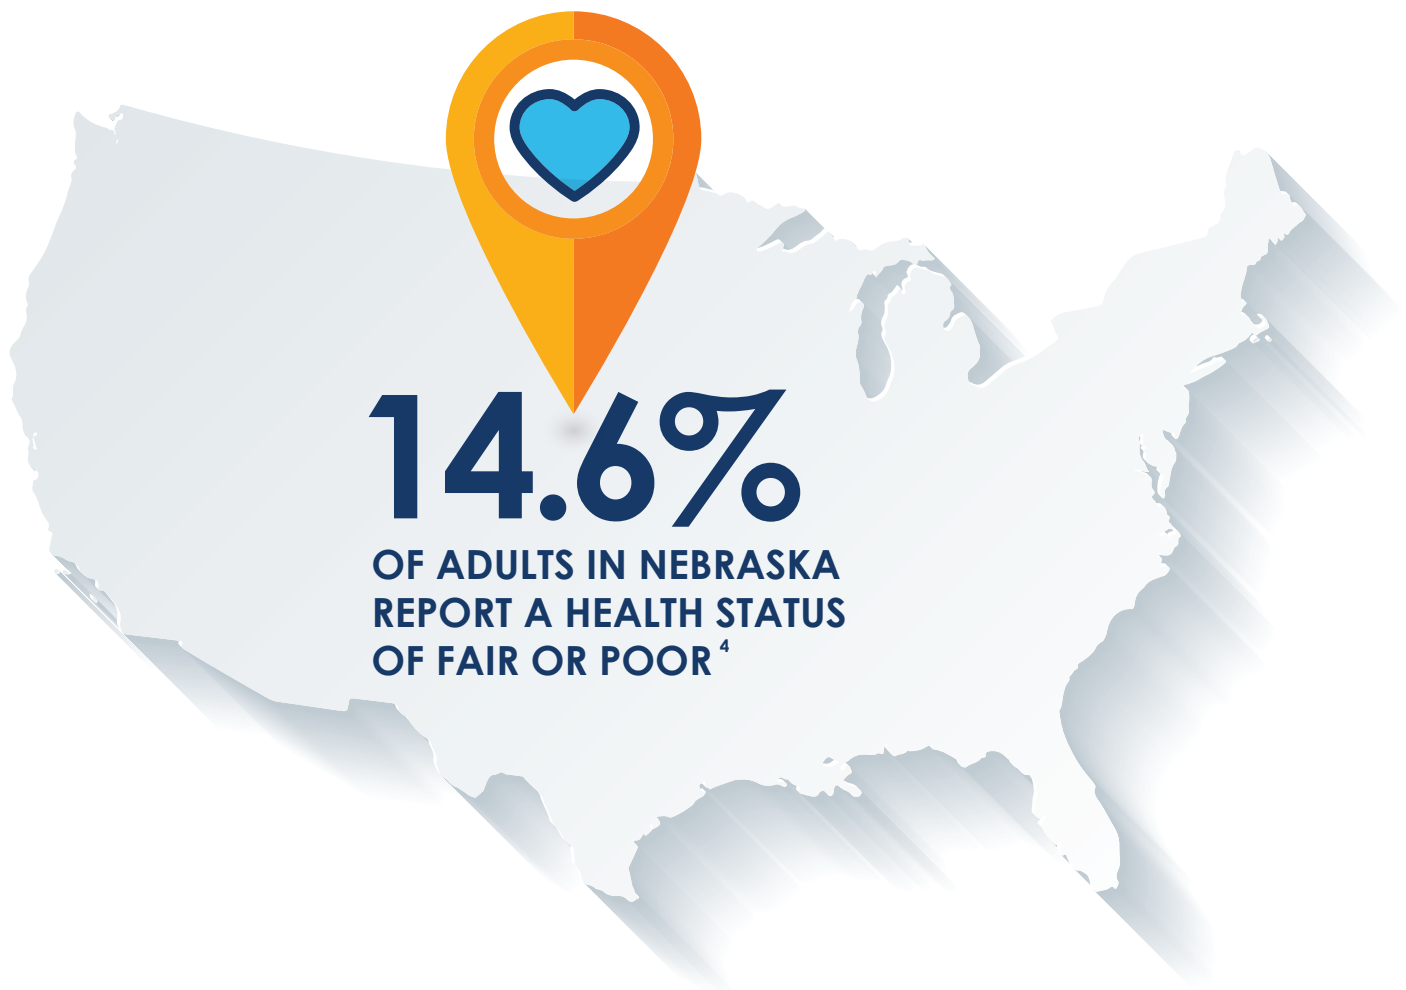 14.6%
OF ADULTS IN NEBRASKA
REPORT A HEALTH STATUS
OF FAIR OR POOR 4